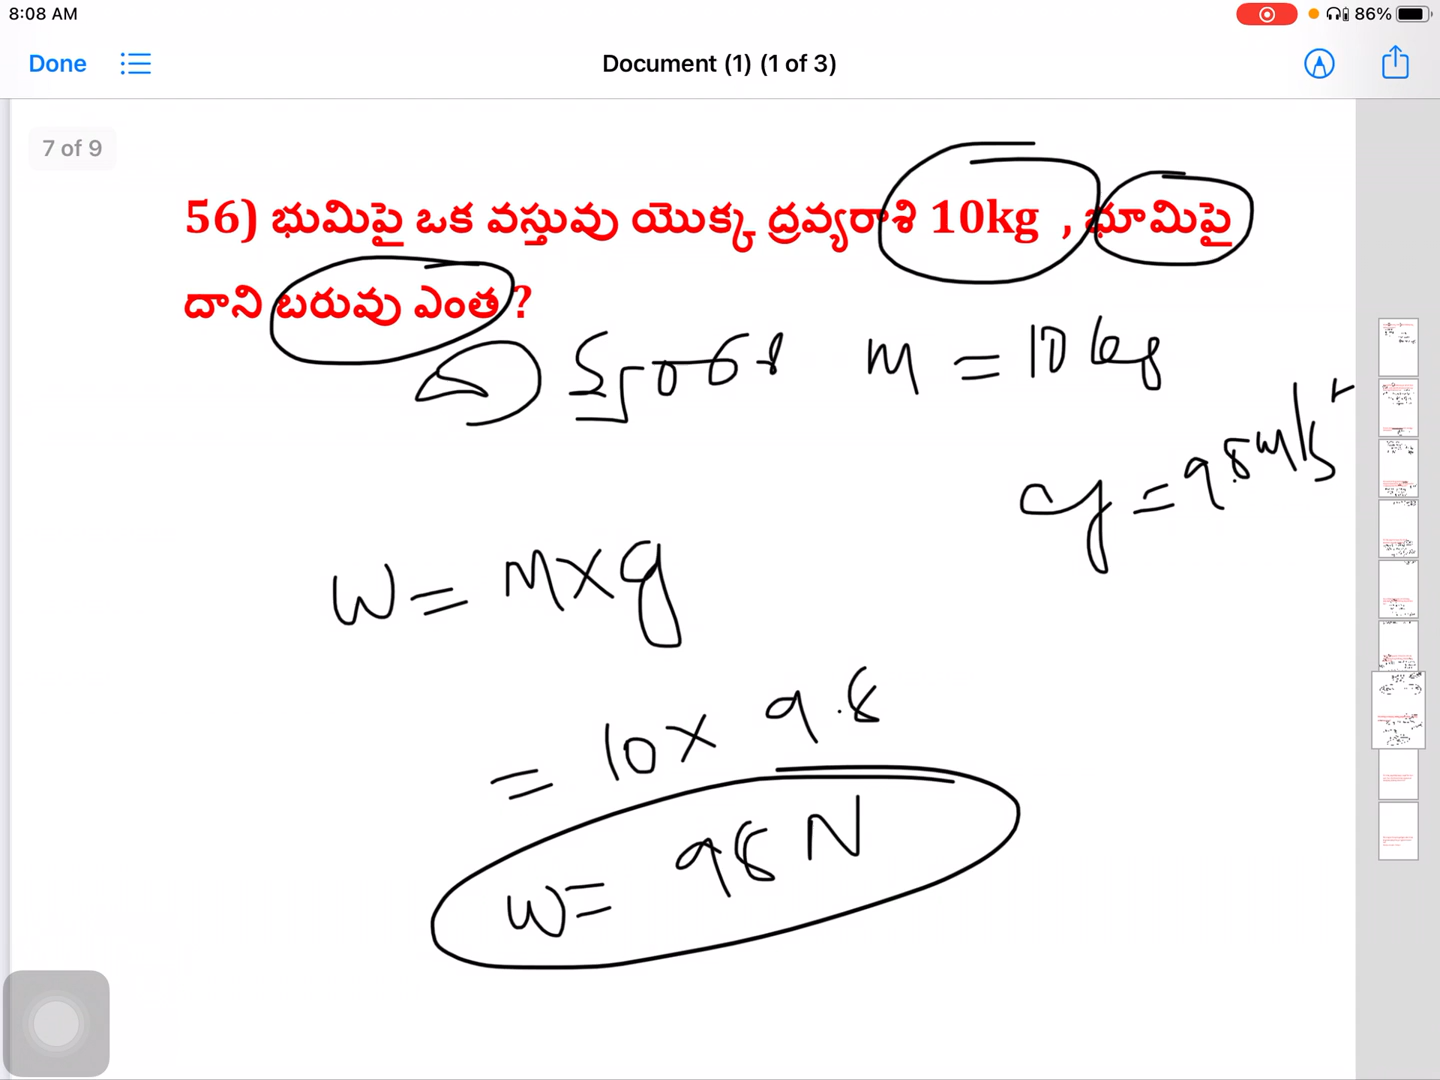 8:08 AM
86%
Done
Document (1) (1 of 3)
7 of 9
56) భుమిపై ఒక వస్తువు యొక్క ద్రవ్యరాశి 10kg , భూమిపై
దాని బరువు ఎంత ?
m = 10 kg
g = 9.8 m/s²
W = m × g
= 10 × 9.8
W = 98 N